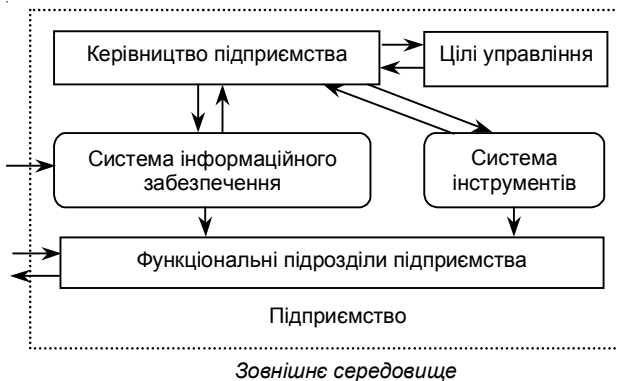 Керівництво підприємства
Цілі управління
Система інформаційного
забезпечення
Система
інструментів
Функціональні підрозділи підприємства
Підприємство
Зовнішнє середовище